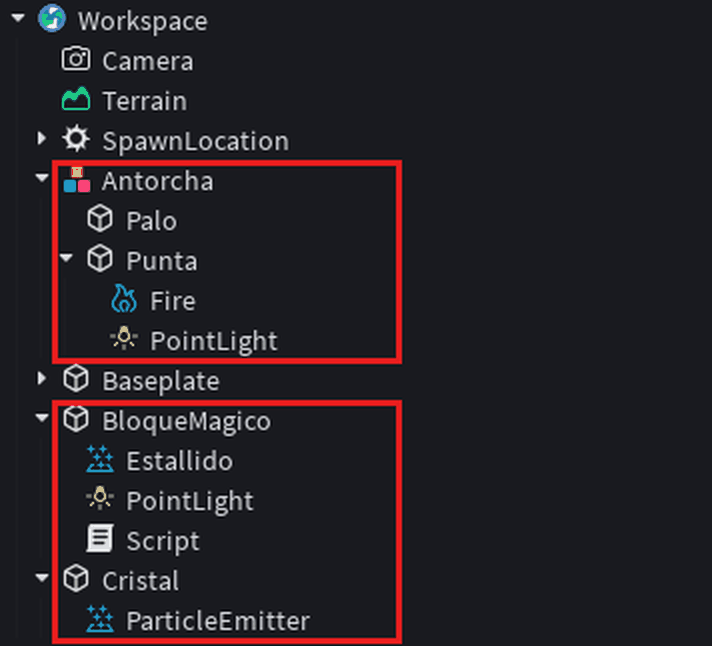 Workspace
Camera
Terrain
SpawnLocation
Antorcha
Palo
Punta
Fire
PointLight
Baseplate
BloqueMagico
Estallido
PointLight
Script
Cristal
ParticleEmitter